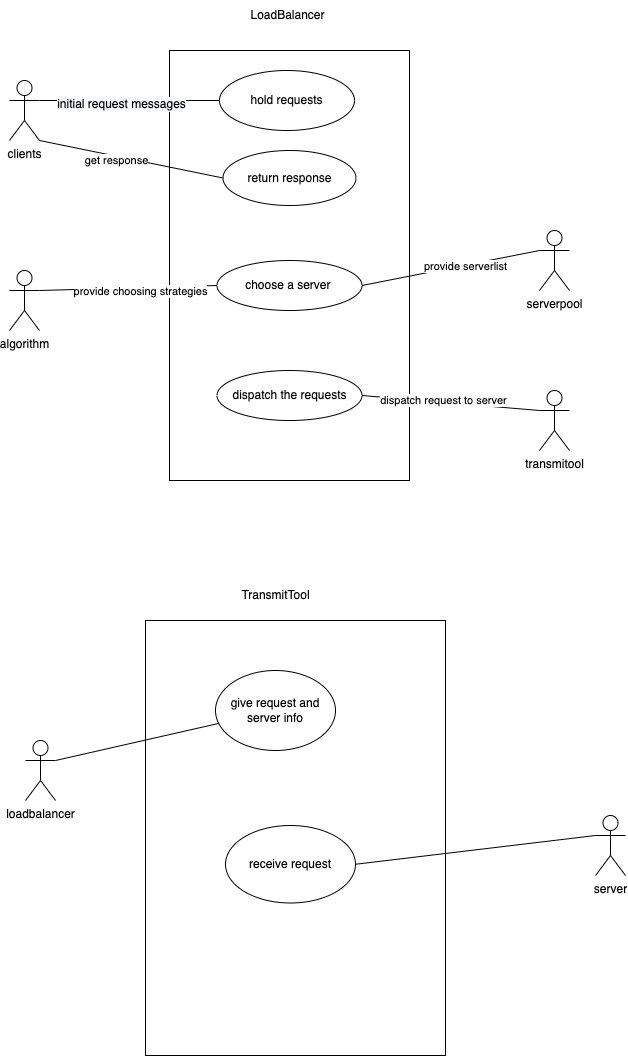 LoadBalancer
hold requests
initial request messages
clients
get response
return response
choose a server
provide serverlist
provide choosing strategies
serverpool
algorithm
dispatch the requests
dispatch request to server
transmitool
TransmitTool
give request and
server info
loadbalancer
receive request
server